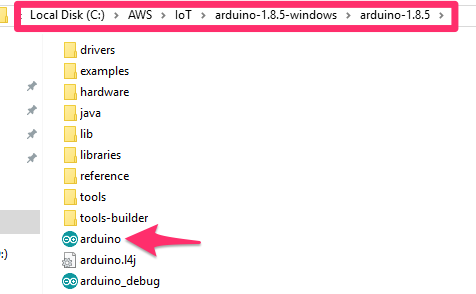 Local Disk (C:) > AWS > IoT > arduino-1.8.5-windows > arduino-1.8.5 >
drivers
examples
hardware
java
lib
libraries
reference
tools
tools-builder
arduino
:)
arduino.l4j
arduino_debug